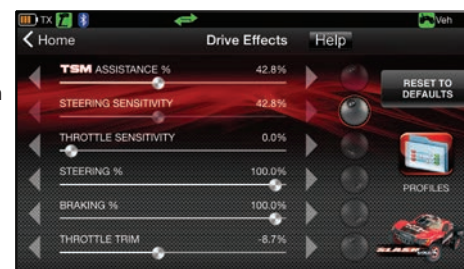 TX Veh
Home Drive Effects Help
TSM ASSISTANCE % 42.8%
STEERING SENSITIVITY 42.8%
THROTTLE SENSITIVITY 0.0%
STEERING % 100.0%
BRAKING % 100.0%
THROTTLE TRIM -8.7%
RESET TO
DEFAULTS
PROFILES
SLASH